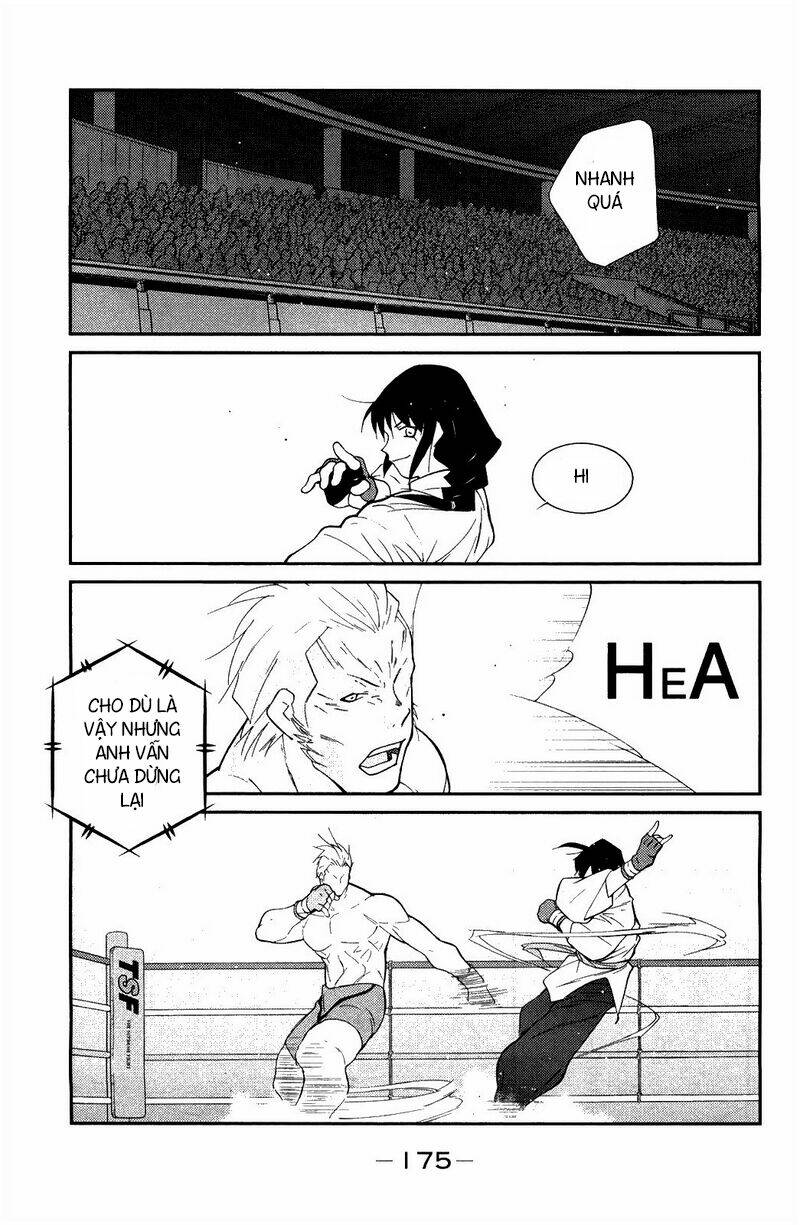 NHANH
QUÁ
HI
HEA
CHO DÙ LÀ
VẬY NHƯNG
ANH VẪN
CHƯA DỪNG
LẠI
TSF
— 175 —